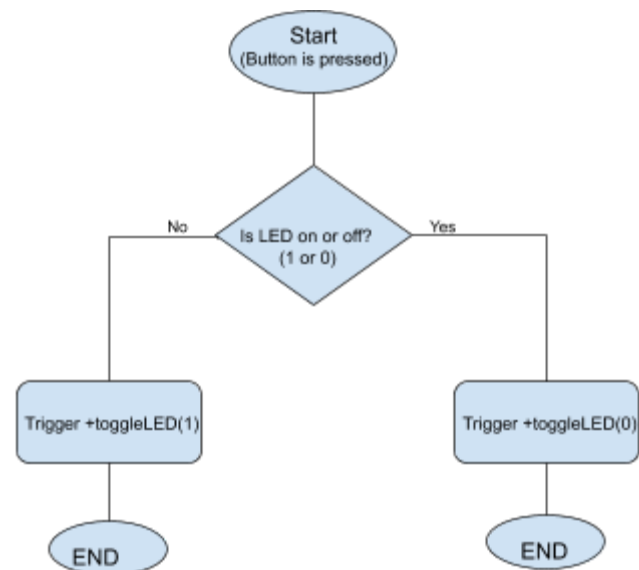 Start
(Button is pressed)
No
Is LED on or off?
Yes
(1 or 0)
Trigger +toggleLED(1)
Trigger +toggleLED(0)
END
END